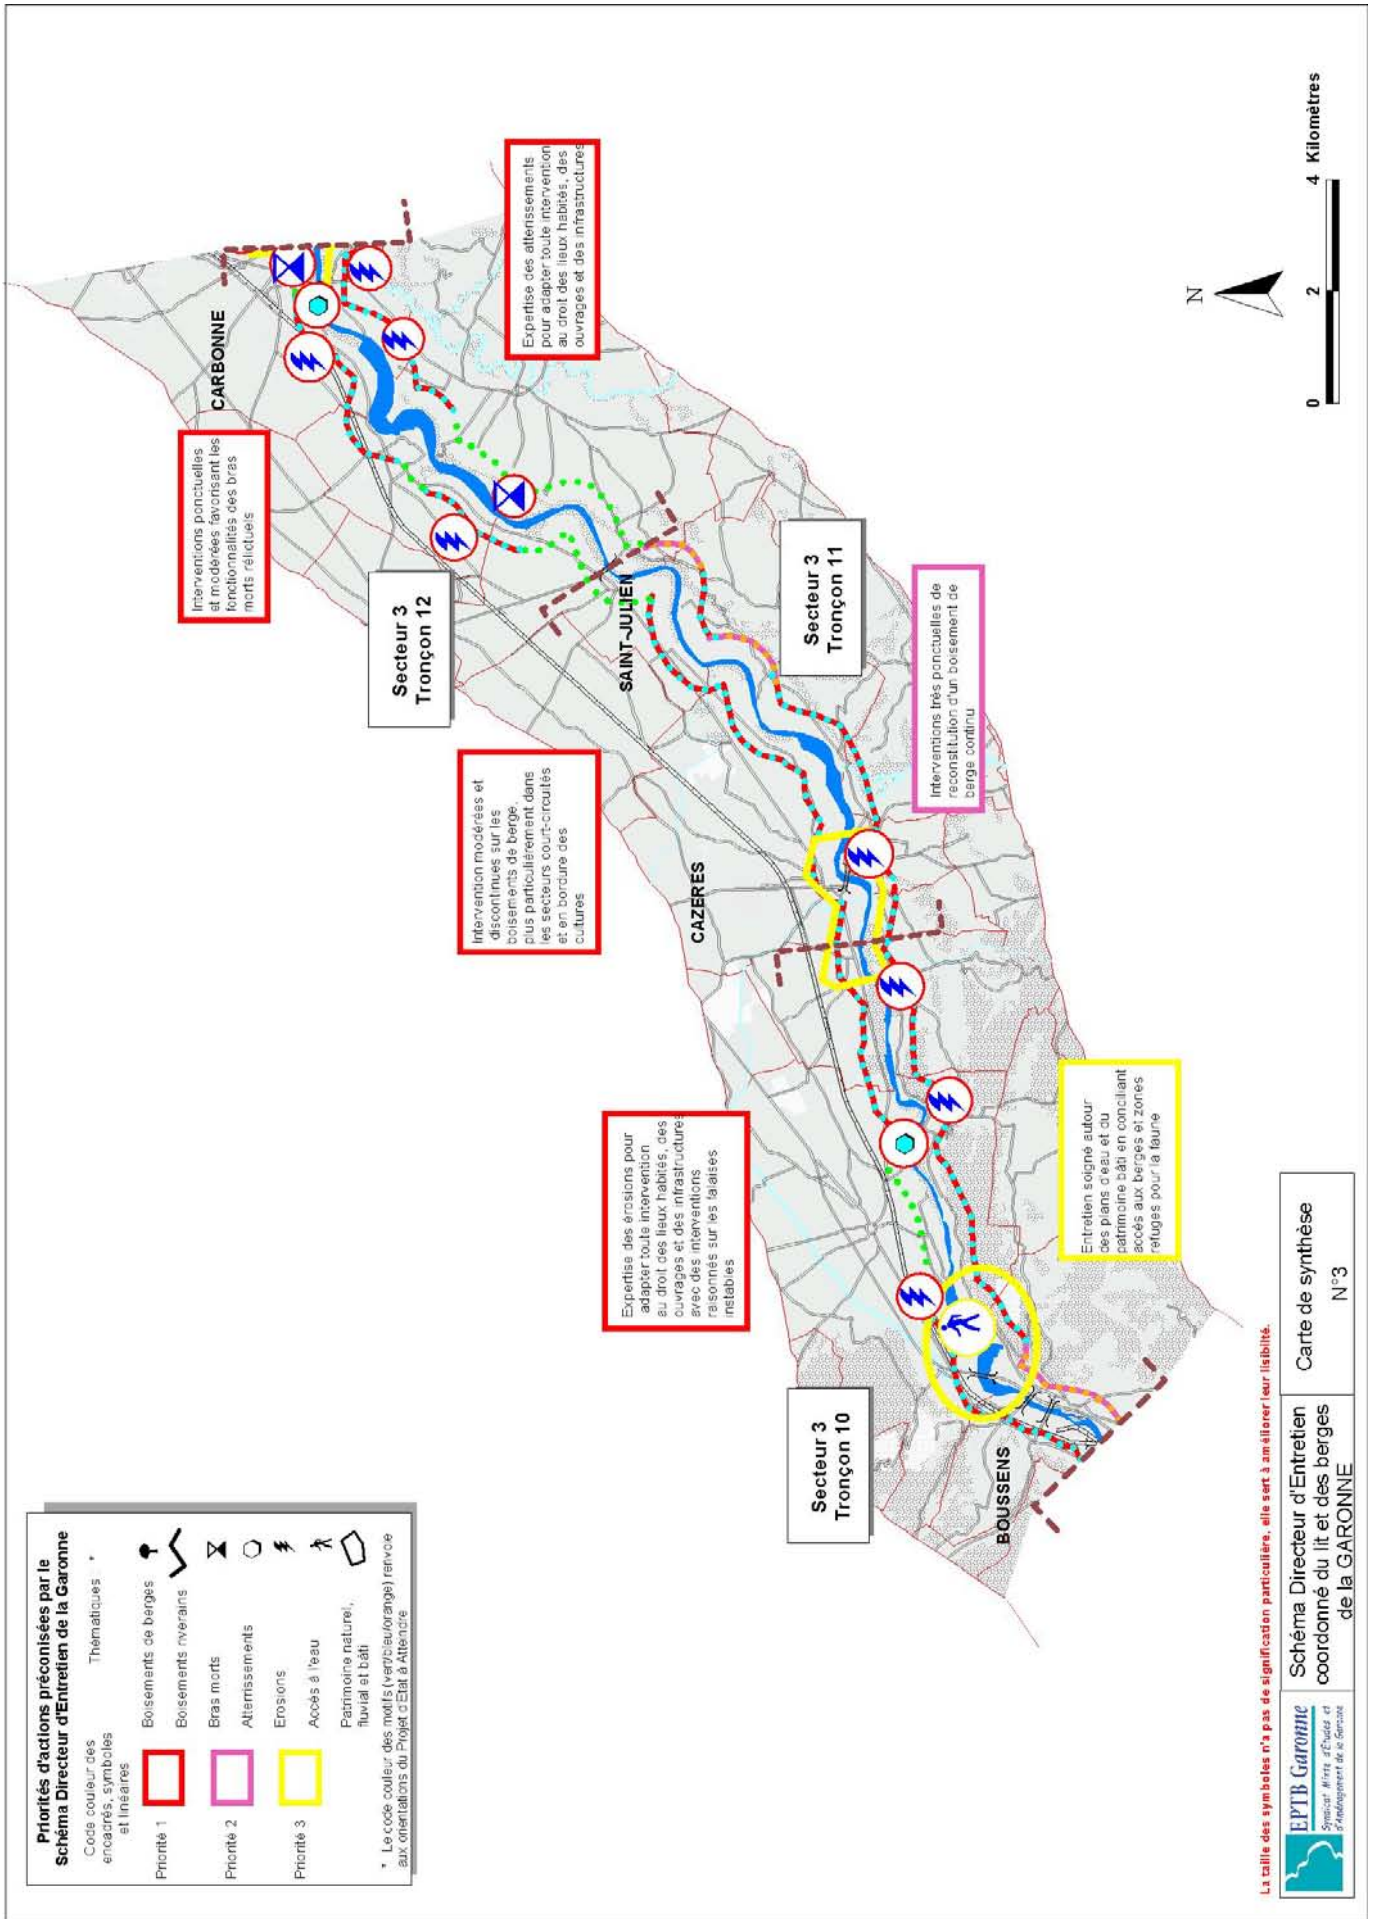 Priorités d'actions préconisées par le
Schéma Directeur d'Entretien de la Garonne
Code couleur des
encadrés, symboles
et linéaires
Thématiques *
Priorité 1
Priorité 2
Priorité 3
Boisements de berges
Boisements riverains
Bras morts
Atterrissements
Erosions
Accès à l'eau
Patrimoine naturel,
fluvial et bâti
* Le code couleur des motifs (vert/bleu/orange) renvoie
aux orientations du Projet d'Etat à Atteindre
Interventions ponctuelles
et modérées favorisant les
fonctionnalités des bras
morts rélictuels
CARBONNE
Expertise des atterrissements
pour adapter toute intervention
au droit des lieux habités, des
ouvrages et des infrastructures
Secteur 3
Tronçon 12
SAINT-JULIEN
Secteur 3
Tronçon 11
Intervention modérées et
discontinues sur les
boisements de berge,
plus particulièrement dans
les secteurs court-circuités
et en bordure des
cultures
CAZERES
Interventions très ponctuelles de
reconstitution d'un boisement de
berge continu
Expertise des érosions pour
adapter toute intervention
au droit des lieux habités, des
ouvrages et des infrastructures
avec des interventions
raisonnés sur les falaises
instables
Secteur 3
Tronçon 10
BOUSSENS
Entretien soigné autour
des plans d'eau et du
patrimoine bâti en conciliant
accès aux berges et zones
refuges pour la faune
N
0 2 4 Kilomètres
La taille des symboles n'a pas de signification particulière, elle sert à améliorer leur lisibilité.
EPTB Garonne
Syndicat Mixte d'Etudes et
d'Aménagement de la Garonne
Schéma Directeur d'Entretien
coordonné du lit et des berges
de la GARONNE
Carte de synthèse
N°3